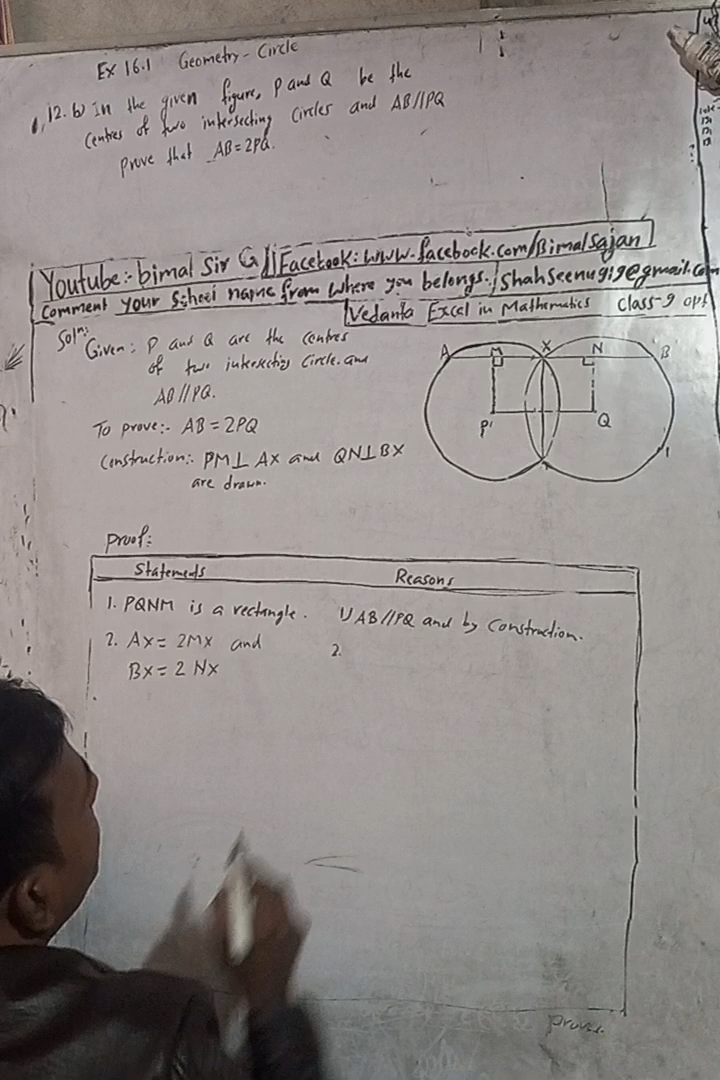 Ex 16.1 Geometry - Circle
12. b) In the given figure, P and Q be the
centres of two intersecting circles and AB//PQ
prove that AB=2PQ.
Youtube:- bimal Sir G || Facebook: www.facebook.com/Bimalsajan
Comment your School name from where you belongs. / shahseenu919@gmail.com
Vedanta Excel in Mathematics class-9 opt
Soln:
Given: P and Q are the centres
of two intersecting circle. and
AB//PQ.
To prove:- AB = 2PQ
Construction:- PM⊥ AX and QN⊥BX
are drawn.
A M X N B
P Q
Proof:
Statements Reasons
1. PQNM is a rectangle. 1) AB//PQ and by Construction.
2. AX= 2MX and 2.
BX= 2 NX